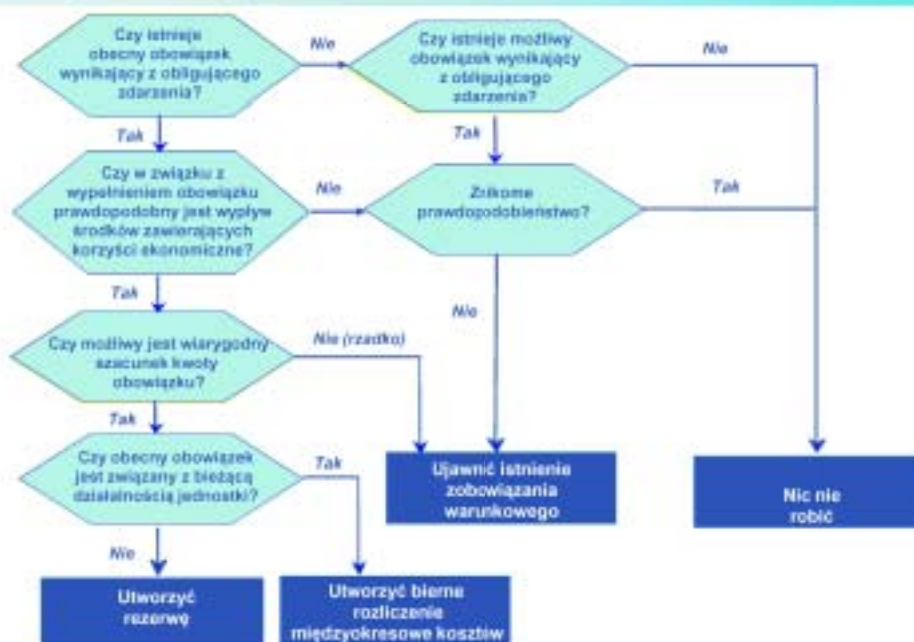 Czy istnieje
obecny obowiązek
wynikający z obligującego
zdarzenia?
Nie
Czy istnieje możliwy
obowiązek wynikający
z obligującego
zdarzenia?
Nie
Tak
Tak
Czy w związku z
wypełnieniem obowiązku
prawdopodobny jest wypływ
środków zawierających
korzyści ekonomiczne?
Nie
Znikome
prawdopodobieństwo?
Tak
Tak
Nie
Czy możliwy jest wiarygodny
szacunek kwoty
obowiązku?
Nie (rzadko)
Tak
Czy obecny obowiązek
jest związany z bieżącą
działalnością jednostki?
Tak
Ujawnić istnienie
zobowiązania
warunkowego
Nic nie
robić
Nie
Utworzyć
rezerwę
Utworzyć bierne
rozliczenie
międzyokresowe kosztiw